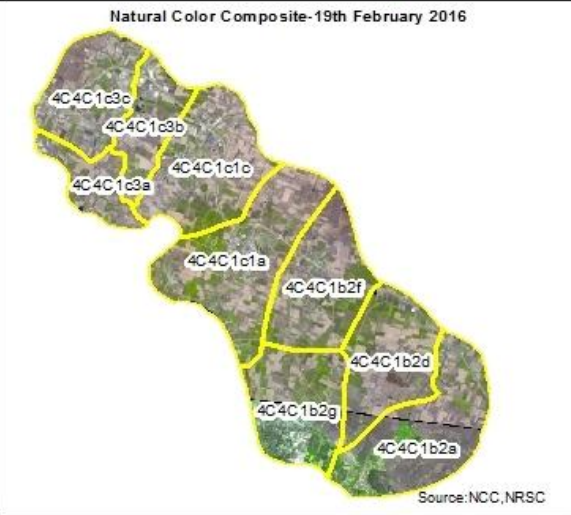 Natural Color Composite-19th February 2016
4C4C1c3c
4C4C1c3b
4C4C1c1c
4C4C1c3a
4C4C1c1a
4C4C1b2f
4C4C1b2d
4C4C1b2g
4C4C1b2a
Source:NCC,NRSC